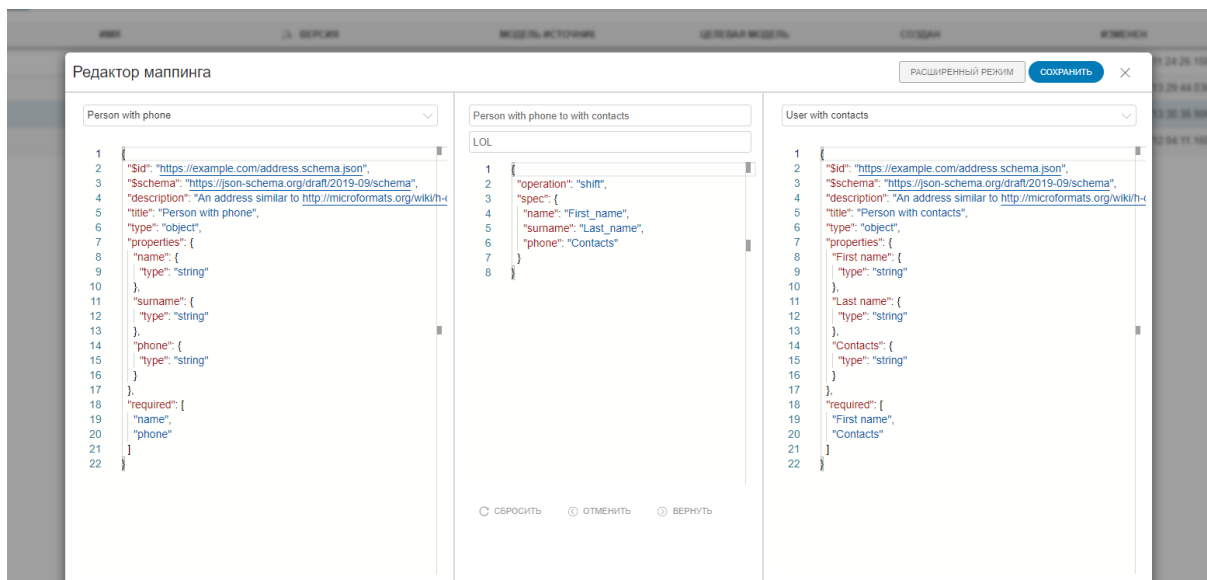 ИМЯ
ВЕРСИЯ
МОДЕЛЬ ИСТОЧНИК
ЦЕЛЕВАЯ МОДЕЛЬ
СОЗДАН
ИЗМЕНЕН
Редактор маппинга
РАСШИРЕННЫЙ РЕЖИМ
СОХРАНИТЬ
Person with phone
1 {
2 "$id": "https://example.com/address.schema.json",
3 "$schema": "https://json-schema.org/draft/2019-09/schema",
4 "description": "An address similar to http://microformats.org/wiki/h-
5 "title": "Person with phone",
6 "type": "object",
7 "properties": {
8 "name": {
9 "type": "string"
10 },
11 "surname": {
12 "type": "string"
13 },
14 "phone": {
15 "type": "string"
16 }
17 },
18 "required": [
19 "name",
20 "phone"
21 ]
22 }
Person with phone to with contacts
LOL
1 {
2 "operation": "shift",
3 "spec": {
4 "name": "First_name",
5 "surname": "Last_name",
6 "phone": "Contacts"
7 }
8 }
СБРОСИТЬ
ОТМЕНИТЬ
ВЕРНУТЬ
User with contacts
1 {
2 "$id": "https://example.com/address.schema.json",
3 "$schema": "https://json-schema.org/draft/2019-09/schema",
4 "description": "An address similar to http://microformats.org/wiki/h-
5 "title": "Person with contacts",
6 "type": "object",
7 "properties": {
8 "First name": {
9 "type": "string"
10 },
11 "Last name": {
12 "type": "string"
13 },
14 "Contacts": {
15 "type": "string"
16 }
17 },
18 "required": [
19 "First name",
20 "Contacts"
21 ]
22 }